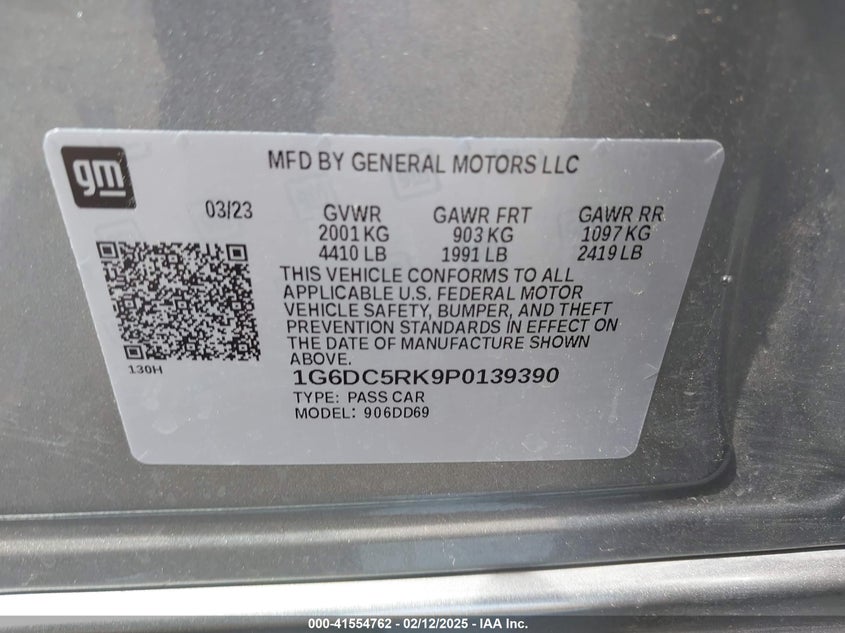 gm
MFD BY GENERAL MOTORS LLC
03/23 GVWR GAWR FRT GAWR RR
2001 KG 903 KG 1097 KG
4410 LB 1991 LB 2419 LB
THIS VEHICLE CONFORMS TO ALL
APPLICABLE U.S. FEDERAL MOTOR
VEHICLE SAFETY, BUMPER, AND THEFT
PREVENTION STANDARDS IN EFFECT ON
THE DATE OF MANUFACTURE SHOWN
ABOVE.
130H
1G6DC5RK9P0139390
TYPE: PASS CAR
MODEL: 906DD69
000-41554762 - 02/12/2025 - IAA Inc.